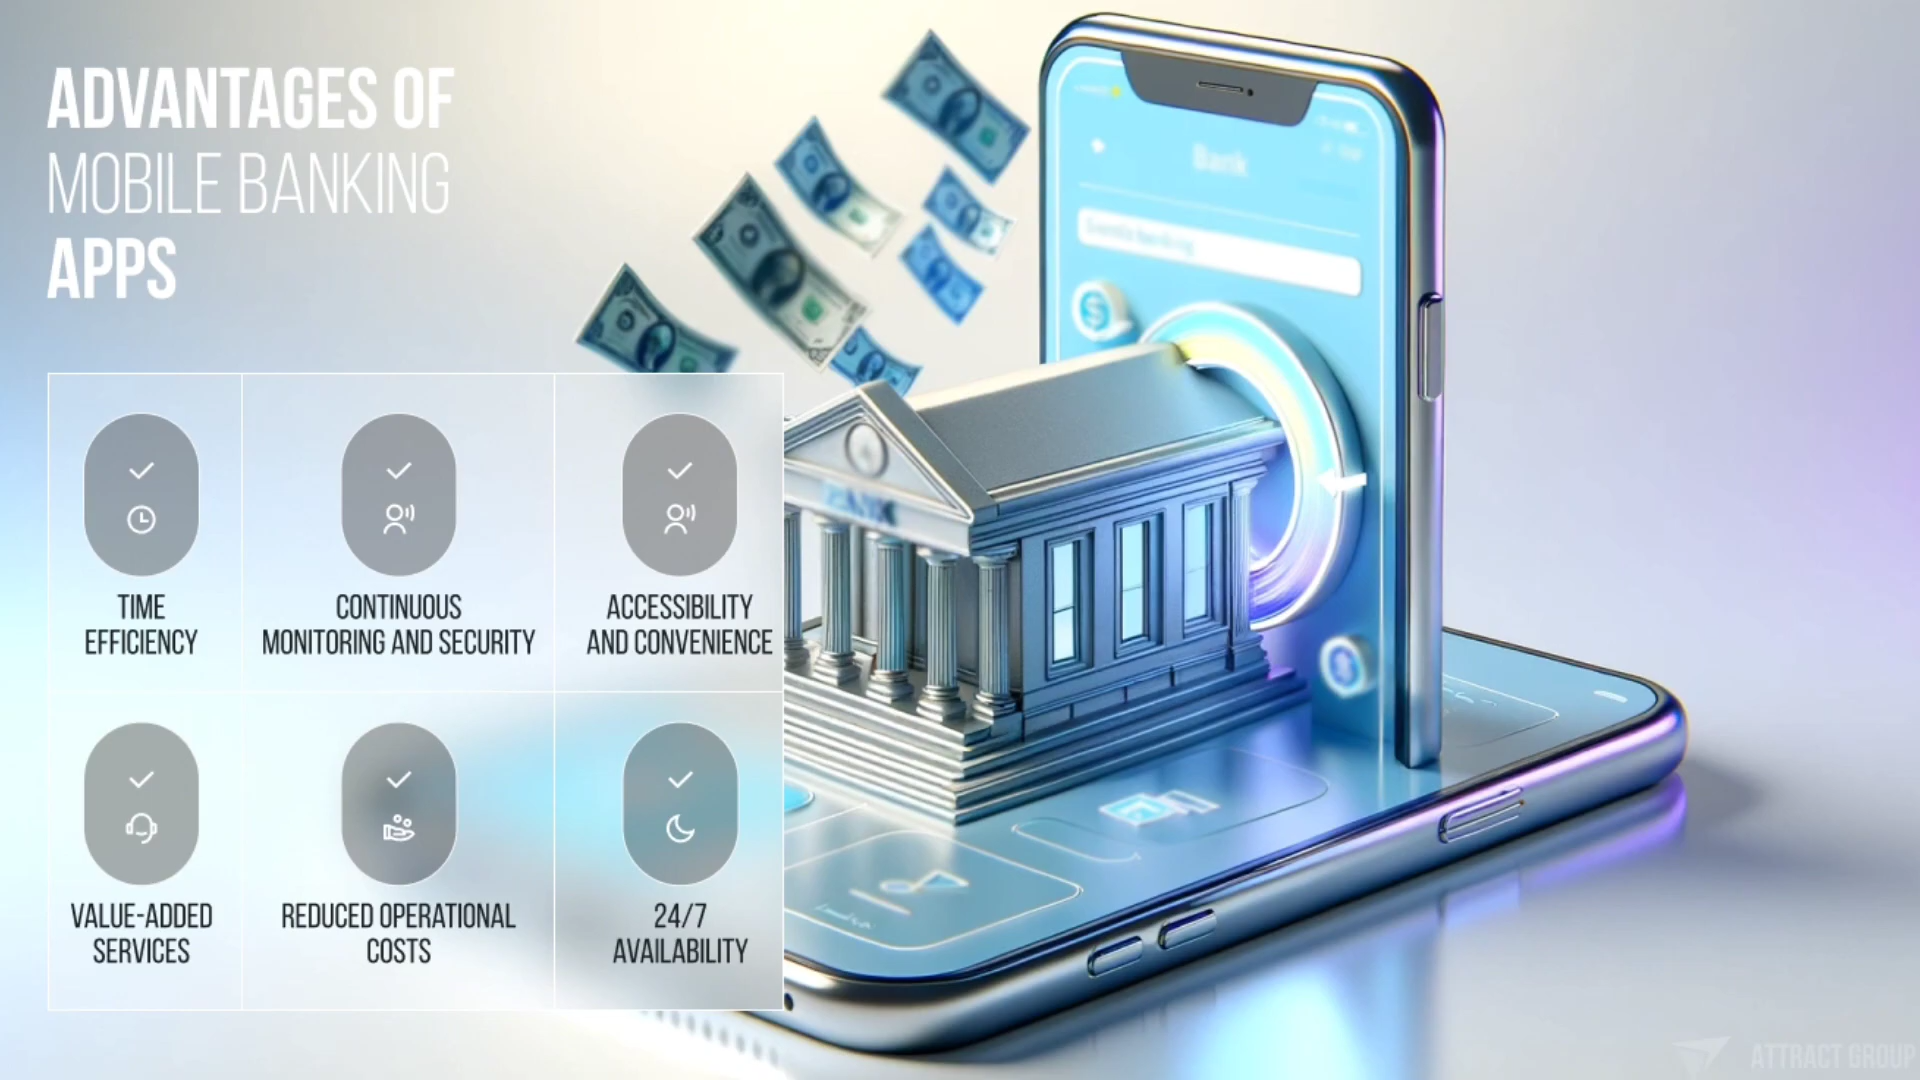 ADVANTAGES OF
MOBILE BANKING
APPS
Bank
TIME
EFFICIENCY
CONTINUOUS
MONITORING AND SECURITY
ACCESSIBILITY
AND CONVENIENCE
VALUE-ADDED
SERVICES
REDUCED OPERATIONAL
COSTS
24/7
AVAILABILITY
BANK
ATTRACT GROUP